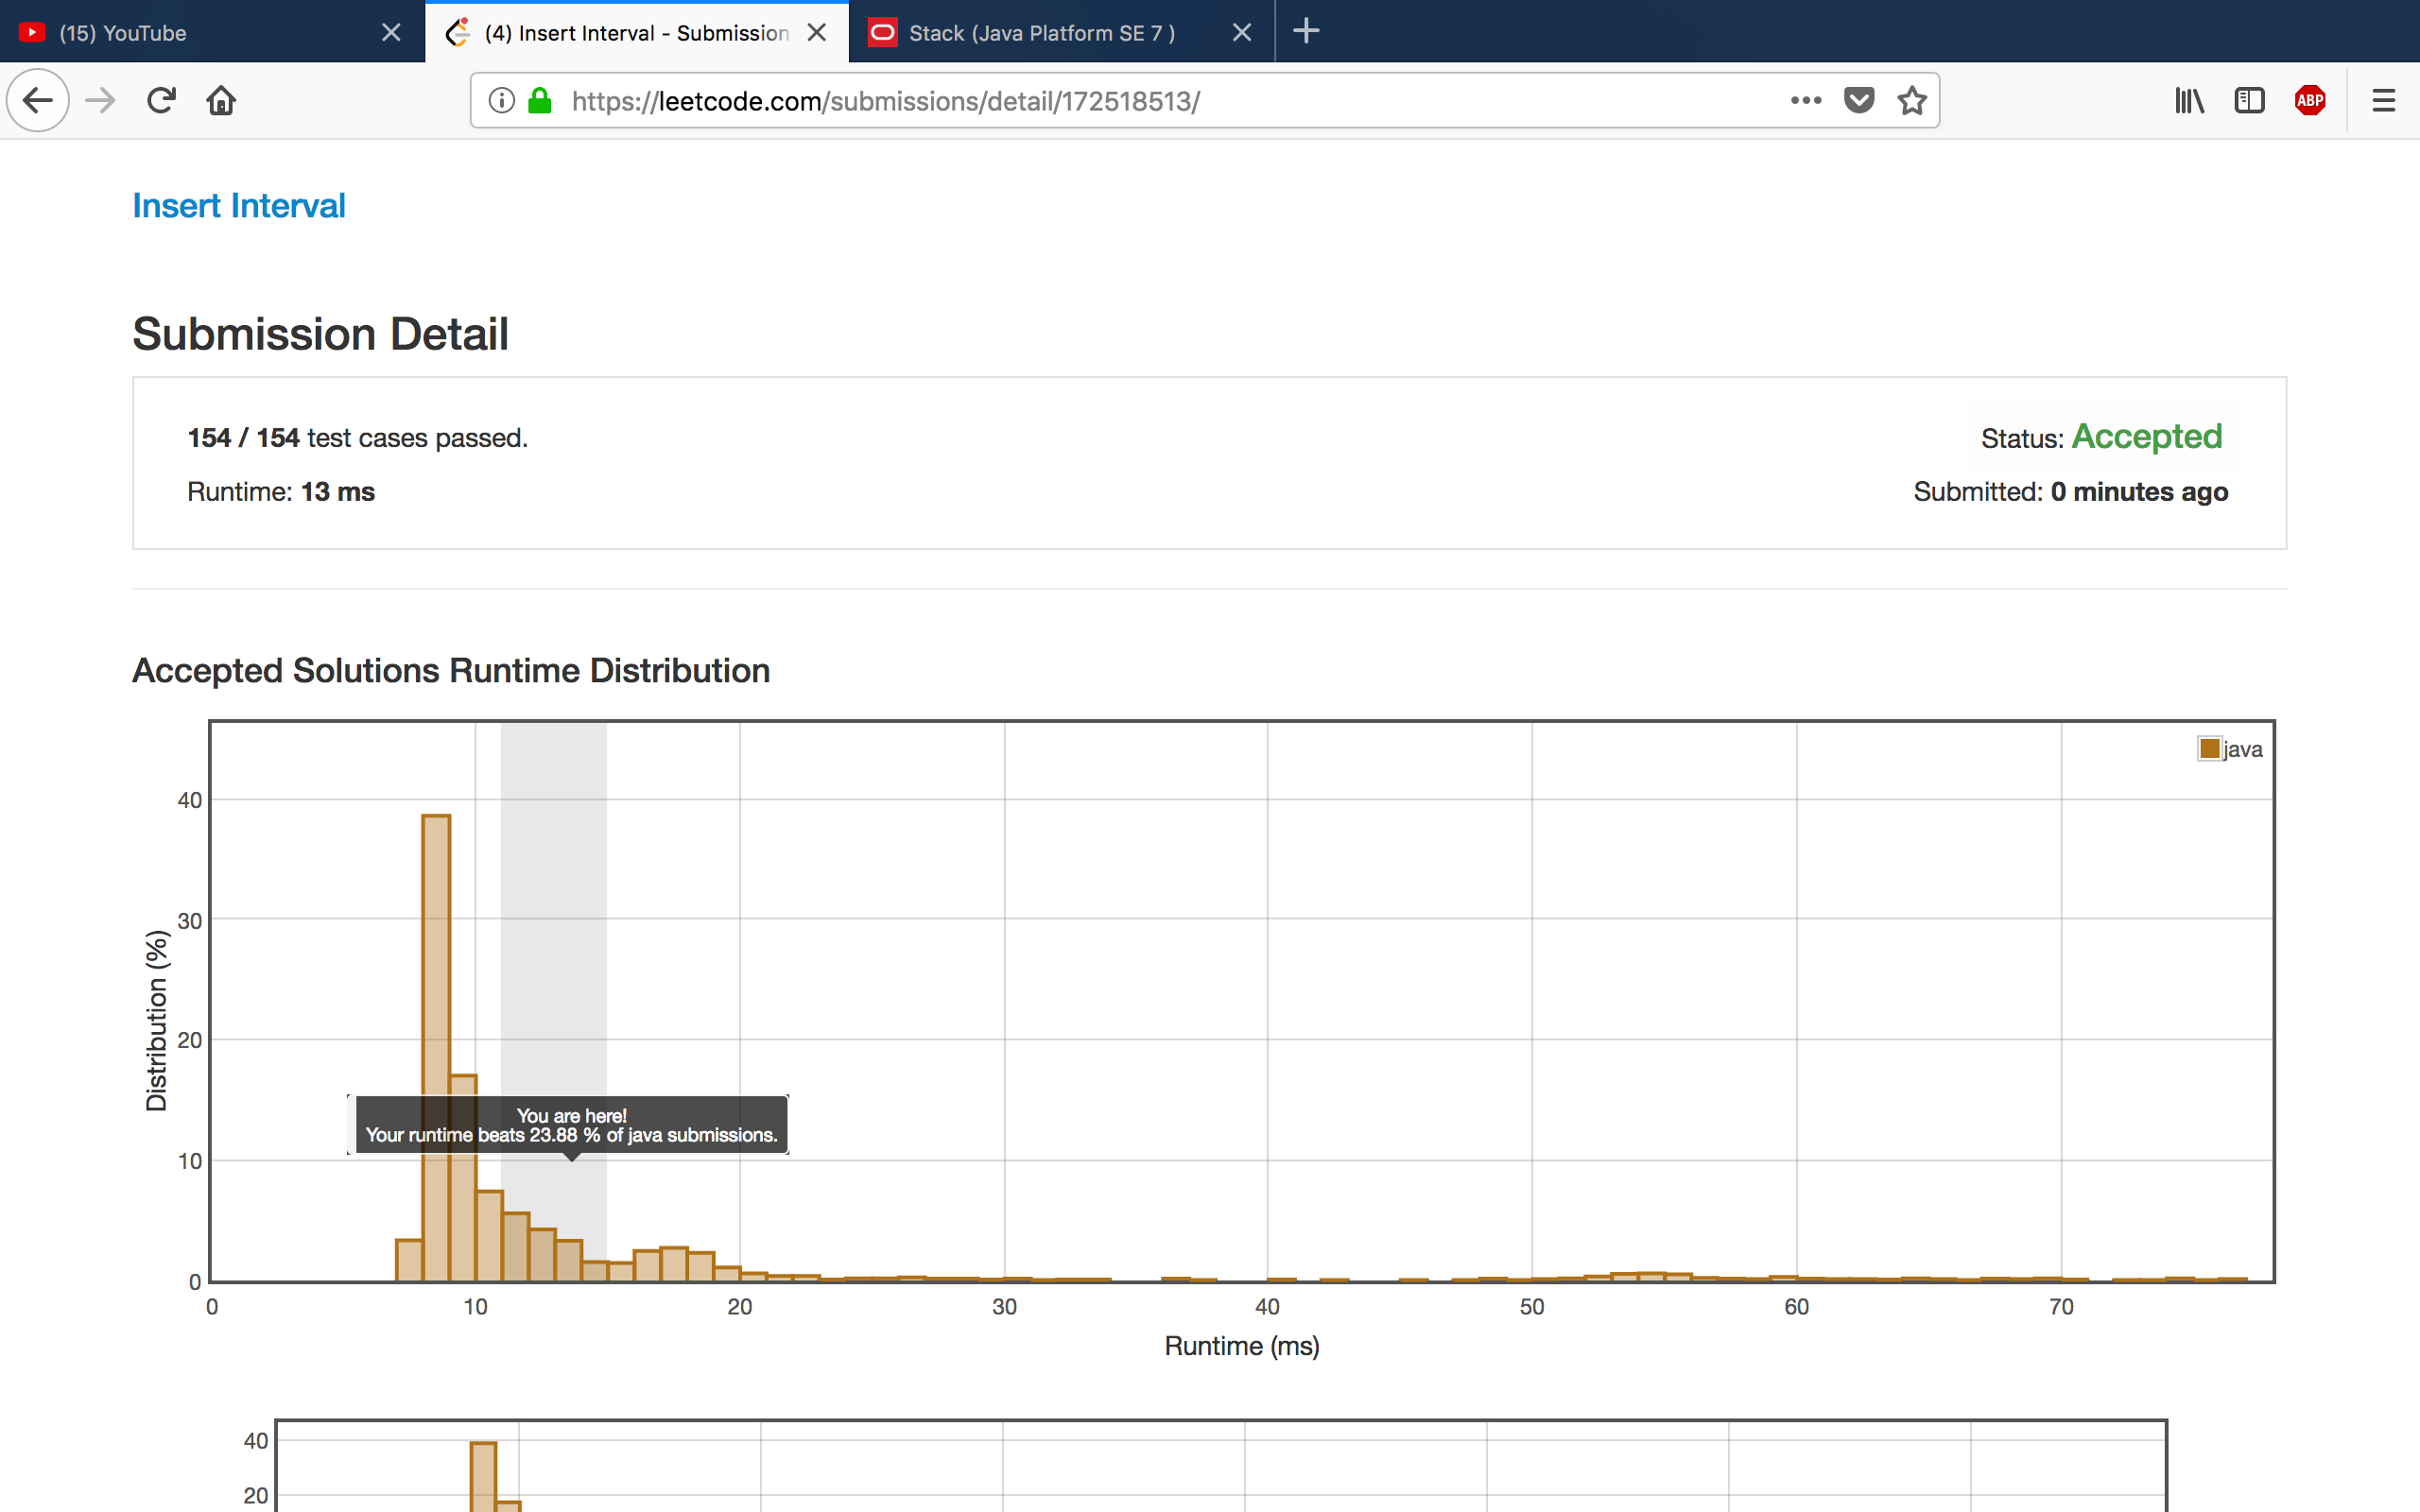 (15) YouTube
(4) Insert Interval - Submission
Stack (Java Platform SE 7 )
https://leetcode.com/submissions/detail/172518513/
ABP
Insert Interval
Submission Detail
154 / 154 test cases passed.
Status: Accepted
Runtime: 13 ms
Submitted: 0 minutes ago
Accepted Solutions Runtime Distribution
java
40
30
20
10
0
Distribution (%)
You are here!
Your runtime beats 23.88 % of java submissions.
0 10 20 30 40 50 60 70
Runtime (ms)
40
20